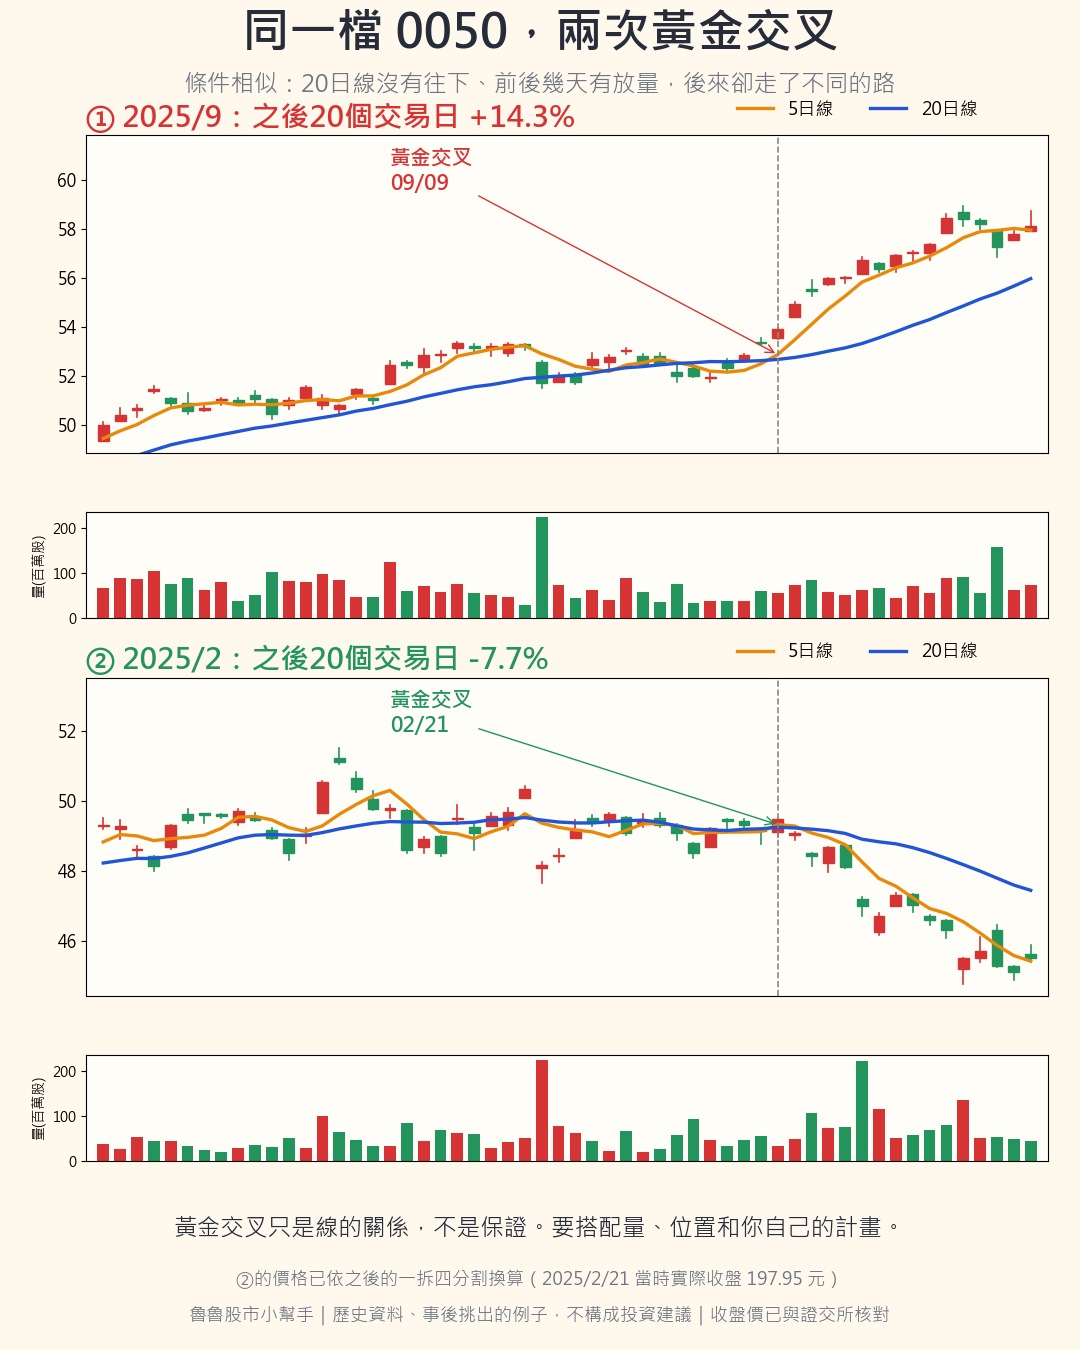 同一檔 0050，兩次黃金交叉
條件相似：20日線沒有往下、前後幾天有放量，後來卻走了不同的路
① 2025/9：之後20個交易日 +14.3%
5日線
20日線
黃金交叉
09/09
60
58
56
54
52
50
量(百萬股)
200
100
0
② 2025/2：之後20個交易日 -7.7%
5日線
20日線
黃金交叉
02/21
52
50
48
46
量(百萬股)
200
100
0
黃金交叉只是線的關係，不是保證。要搭配量、位置和你自己的計畫。
②的價格已依之後的一拆四分割換算（2025/2/21 當時實際收盤 197.95 元）
魯魯股市小幫手｜歷史資料、事後挑出的例子，不構成投資建議｜收盤價已與證交所核對